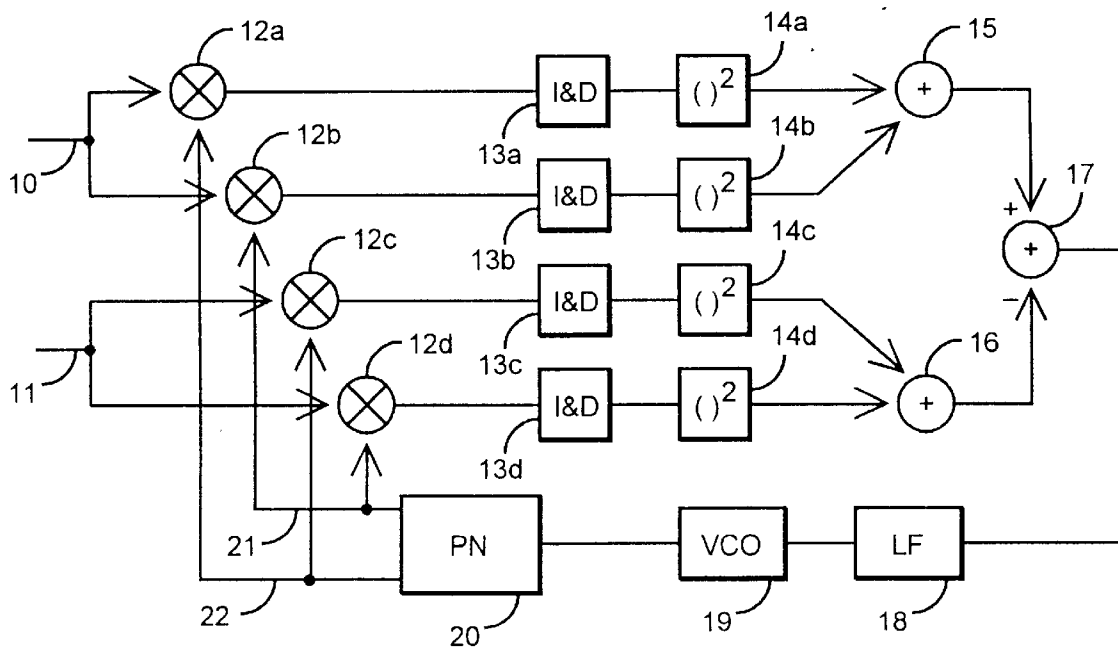 12a
14a
15
I&D
( )²
+
10
12b
13a
14b
I&D
( )²
17
+
+
12c
13b
14c
I&D
( )²
−
11
12d
13c
14d
16
I&D
( )²
+
13d
21
PN
VCO
LF
22
20
19
18